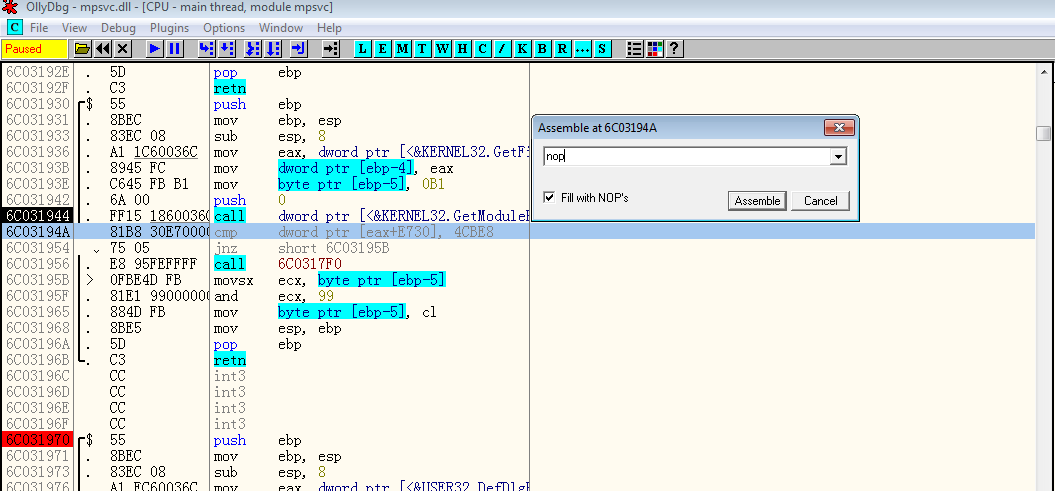 OllyDbg - mpsvc.dll - [CPU - main thread, module mpsvc]
C File View Debug Plugins Options Window Help
Paused L E M T W H C / K B R ... S ?
6C03192E . 5D pop ebp
6C03192F . C3 retn
6C031930 $ 55 push ebp
6C031931 . 8BEC mov ebp, esp
6C031933 . 83EC 08 sub esp, 8
6C031936 . A1 1C60036C mov eax, dword ptr [<&KERNEL32.GetFi
6C03193B . 8945 FC mov dword ptr [ebp-4], eax
6C03193E . C645 FB B1 mov byte ptr [ebp-5], 0B1
6C031942 . 6A 00 push 0
6C031944 . FF15 1860036C call dword ptr [<&KERNEL32.GetModuleH
6C03194A . 81B8 30E70000 cmp dword ptr [eax+E730], 4CBE8
6C031954 . 75 05 jnz short 6C03195B
6C031956 . E8 95FEFFFF call 6C0317F0
6C03195B > 0FBE4D FB movsx ecx, byte ptr [ebp-5]
6C03195F . 81E1 99000000 and ecx, 99
6C031965 . 884D FB mov byte ptr [ebp-5], cl
6C031968 . 8BE5 mov esp, ebp
6C03196A . 5D pop ebp
6C03196B . C3 retn
6C03196C CC int3
6C03196D CC int3
6C03196E CC int3
6C03196F CC int3
6C031970 $ 55 push ebp
6C031971 . 8BEC mov ebp, esp
6C031973 . 83EC 08 sub esp, 8
6C031976 . A1 FC60036C mov eax, dword ptr [<&USER32.DefDlgP
Assemble at 6C03194A
nop
Fill with NOP's
Assemble Cancel